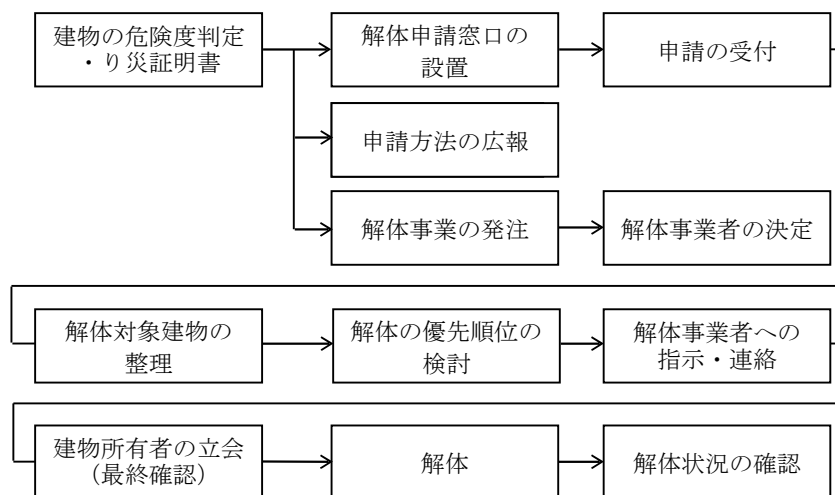 建物の危険度判定
・り災証明書
解体申請窓口の
設置
申請の受付
申請方法の広報
解体事業の発注
解体事業者の決定
解体対象建物の
整理
解体の優先順位の
検討
解体事業者への
指示・連絡
建物所有者の立会
（最終確認）
解体
解体状況の確認